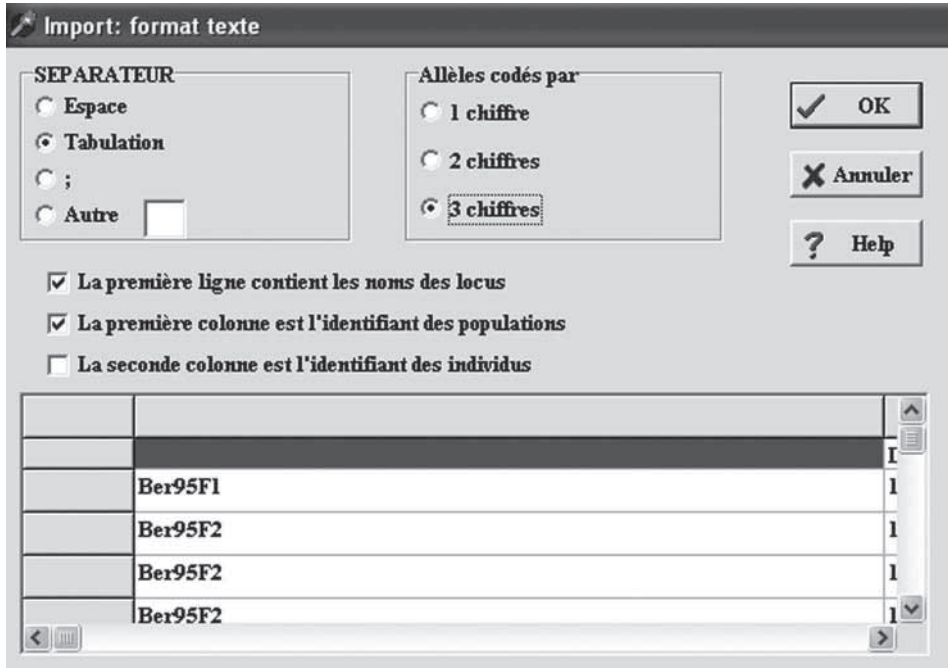 Import: format texte
SEPARATEUR
Espace
Tabulation
;
Autre
Allèles codés par
1 chiffre
2 chiffres
3 chiffres
OK
Annuler
? Help
La première ligne contient les noms des locus
La première colonne est l'identifiant des populations
La seconde colonne est l'identifiant des individus
Ber95F1
Ber95F2
Ber95F2
Ber95F2